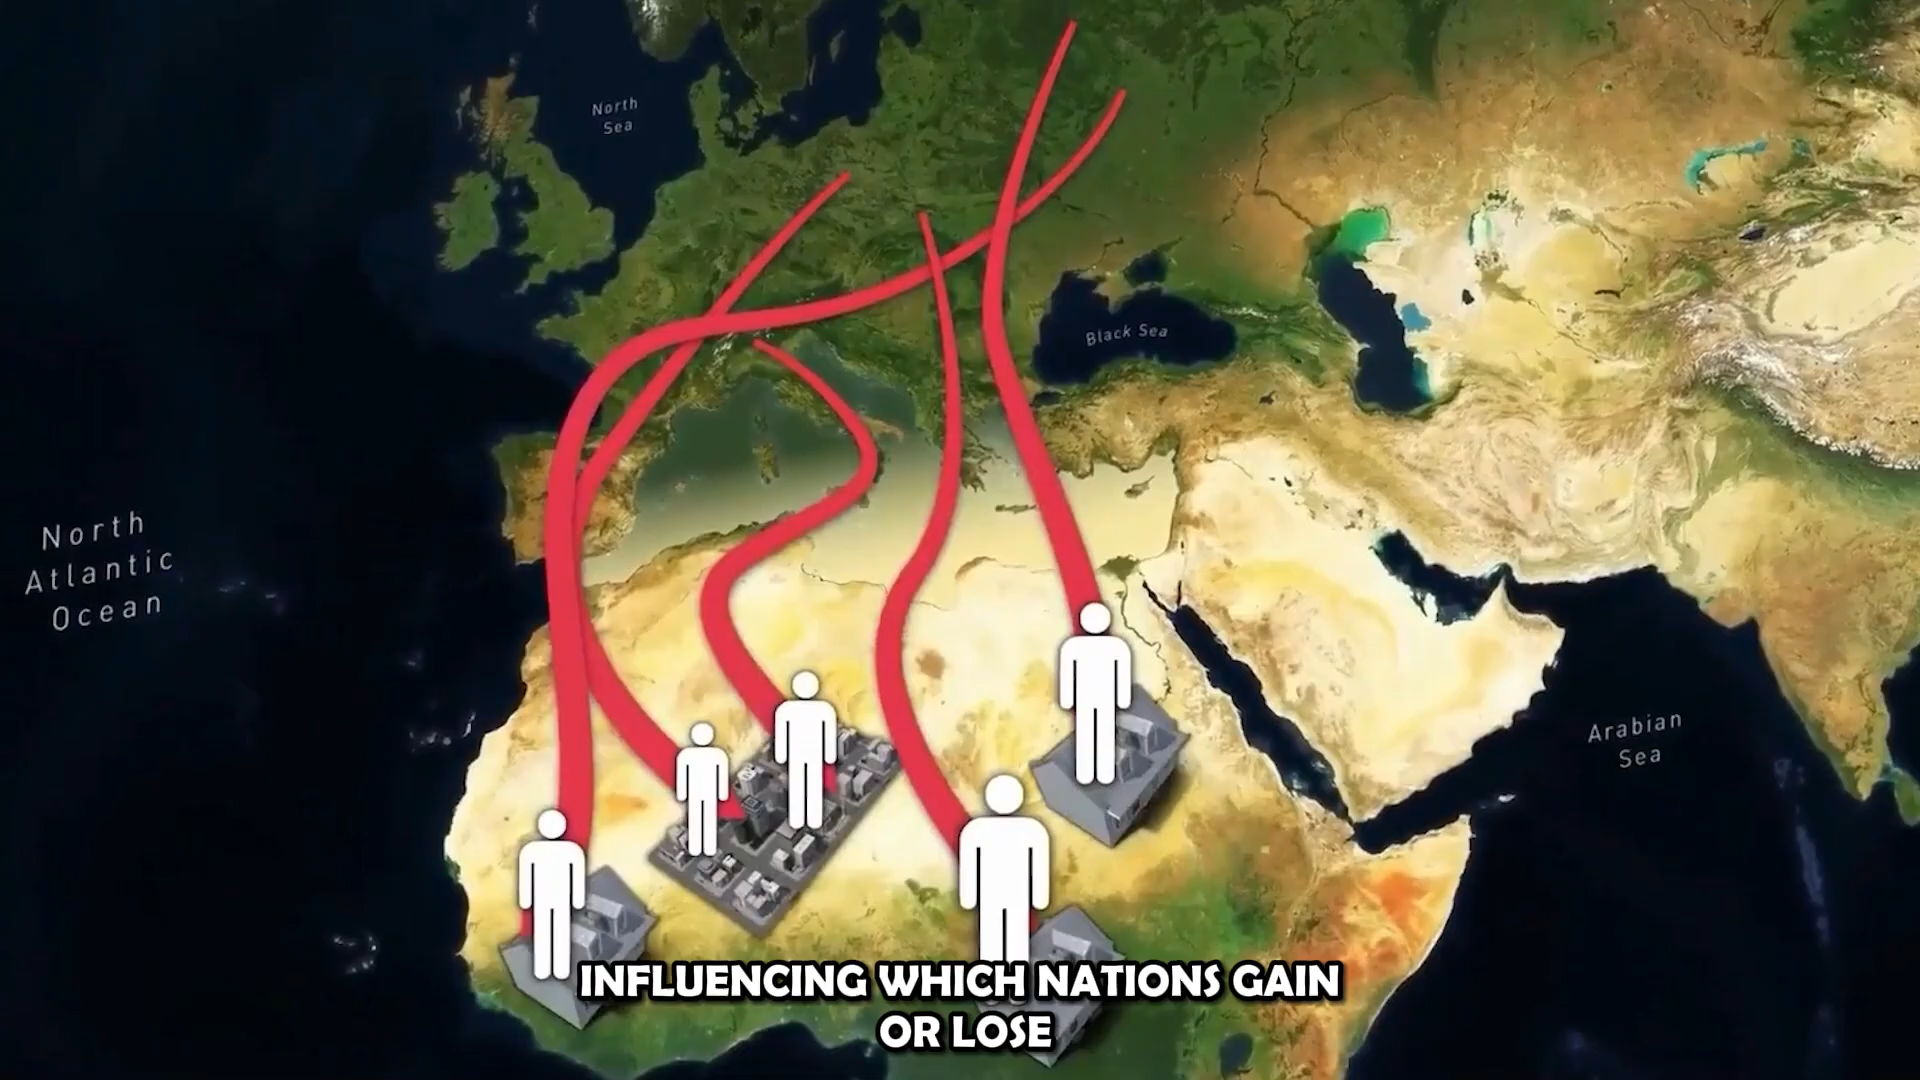 North
Sea
Black Sea
North
Atlantic
Ocean
Arabian
Sea
INFLUENCING WHICH NATIONS GAIN
OR LOSE